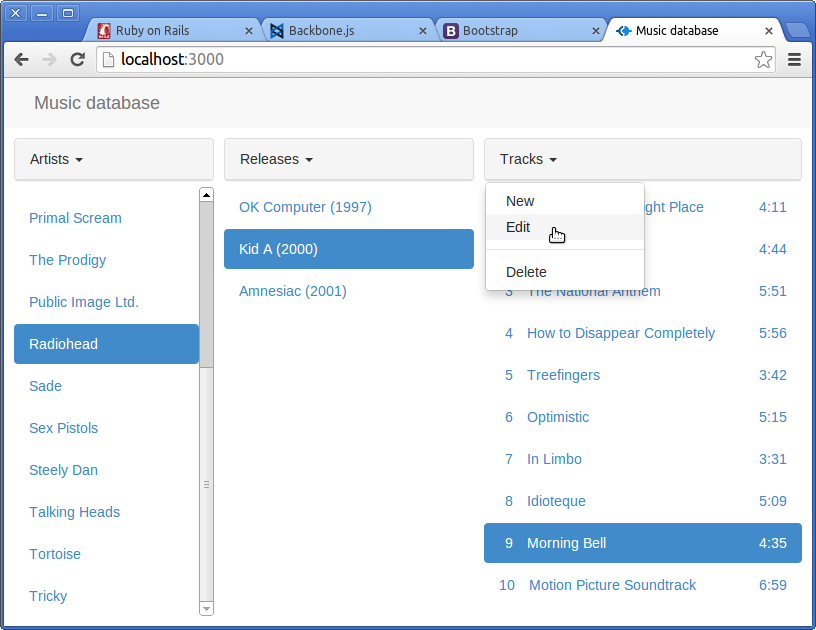 Ruby on Rails
Backbone.js
Bootstrap
Music database
localhost:3000
Music database
Artists
Primal Scream
The Prodigy
Public Image Ltd.
Radiohead
Sade
Sex Pistols
Steely Dan
Talking Heads
Tortoise
Tricky
Releases
OK Computer (1997)
Kid A (2000)
Amnesiac (2001)
Tracks
New
Edit
Delete
Place 4:11
4:44
3 The National Anthem 5:51
4 How to Disappear Completely 5:56
5 Treefingers 3:42
6 Optimistic 5:15
7 In Limbo 3:31
8 Idioteque 5:09
9 Morning Bell 4:35
10 Motion Picture Soundtrack 6:59